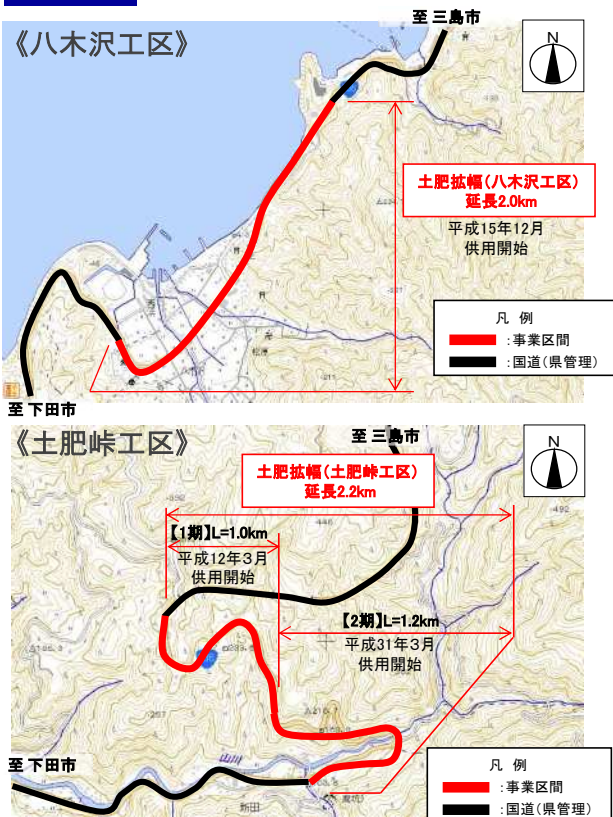 至 三島市
《八木沢工区》
N
土肥拡幅(八木沢工区)
延長2.0km
平成15年12月
供用開始
凡 例
:事業区間
:国道(県管理)
至 下田市
《土肥峠工区》
至 三島市
N
土肥拡幅(土肥峠工区)
延長2.2km
【1期】L=1.0km
平成12年3月
供用開始
【2期】L=1.2km
平成31年3月
供用開始
至 下田市
山川
新田
凡 例
:事業区間
:国道(県管理)